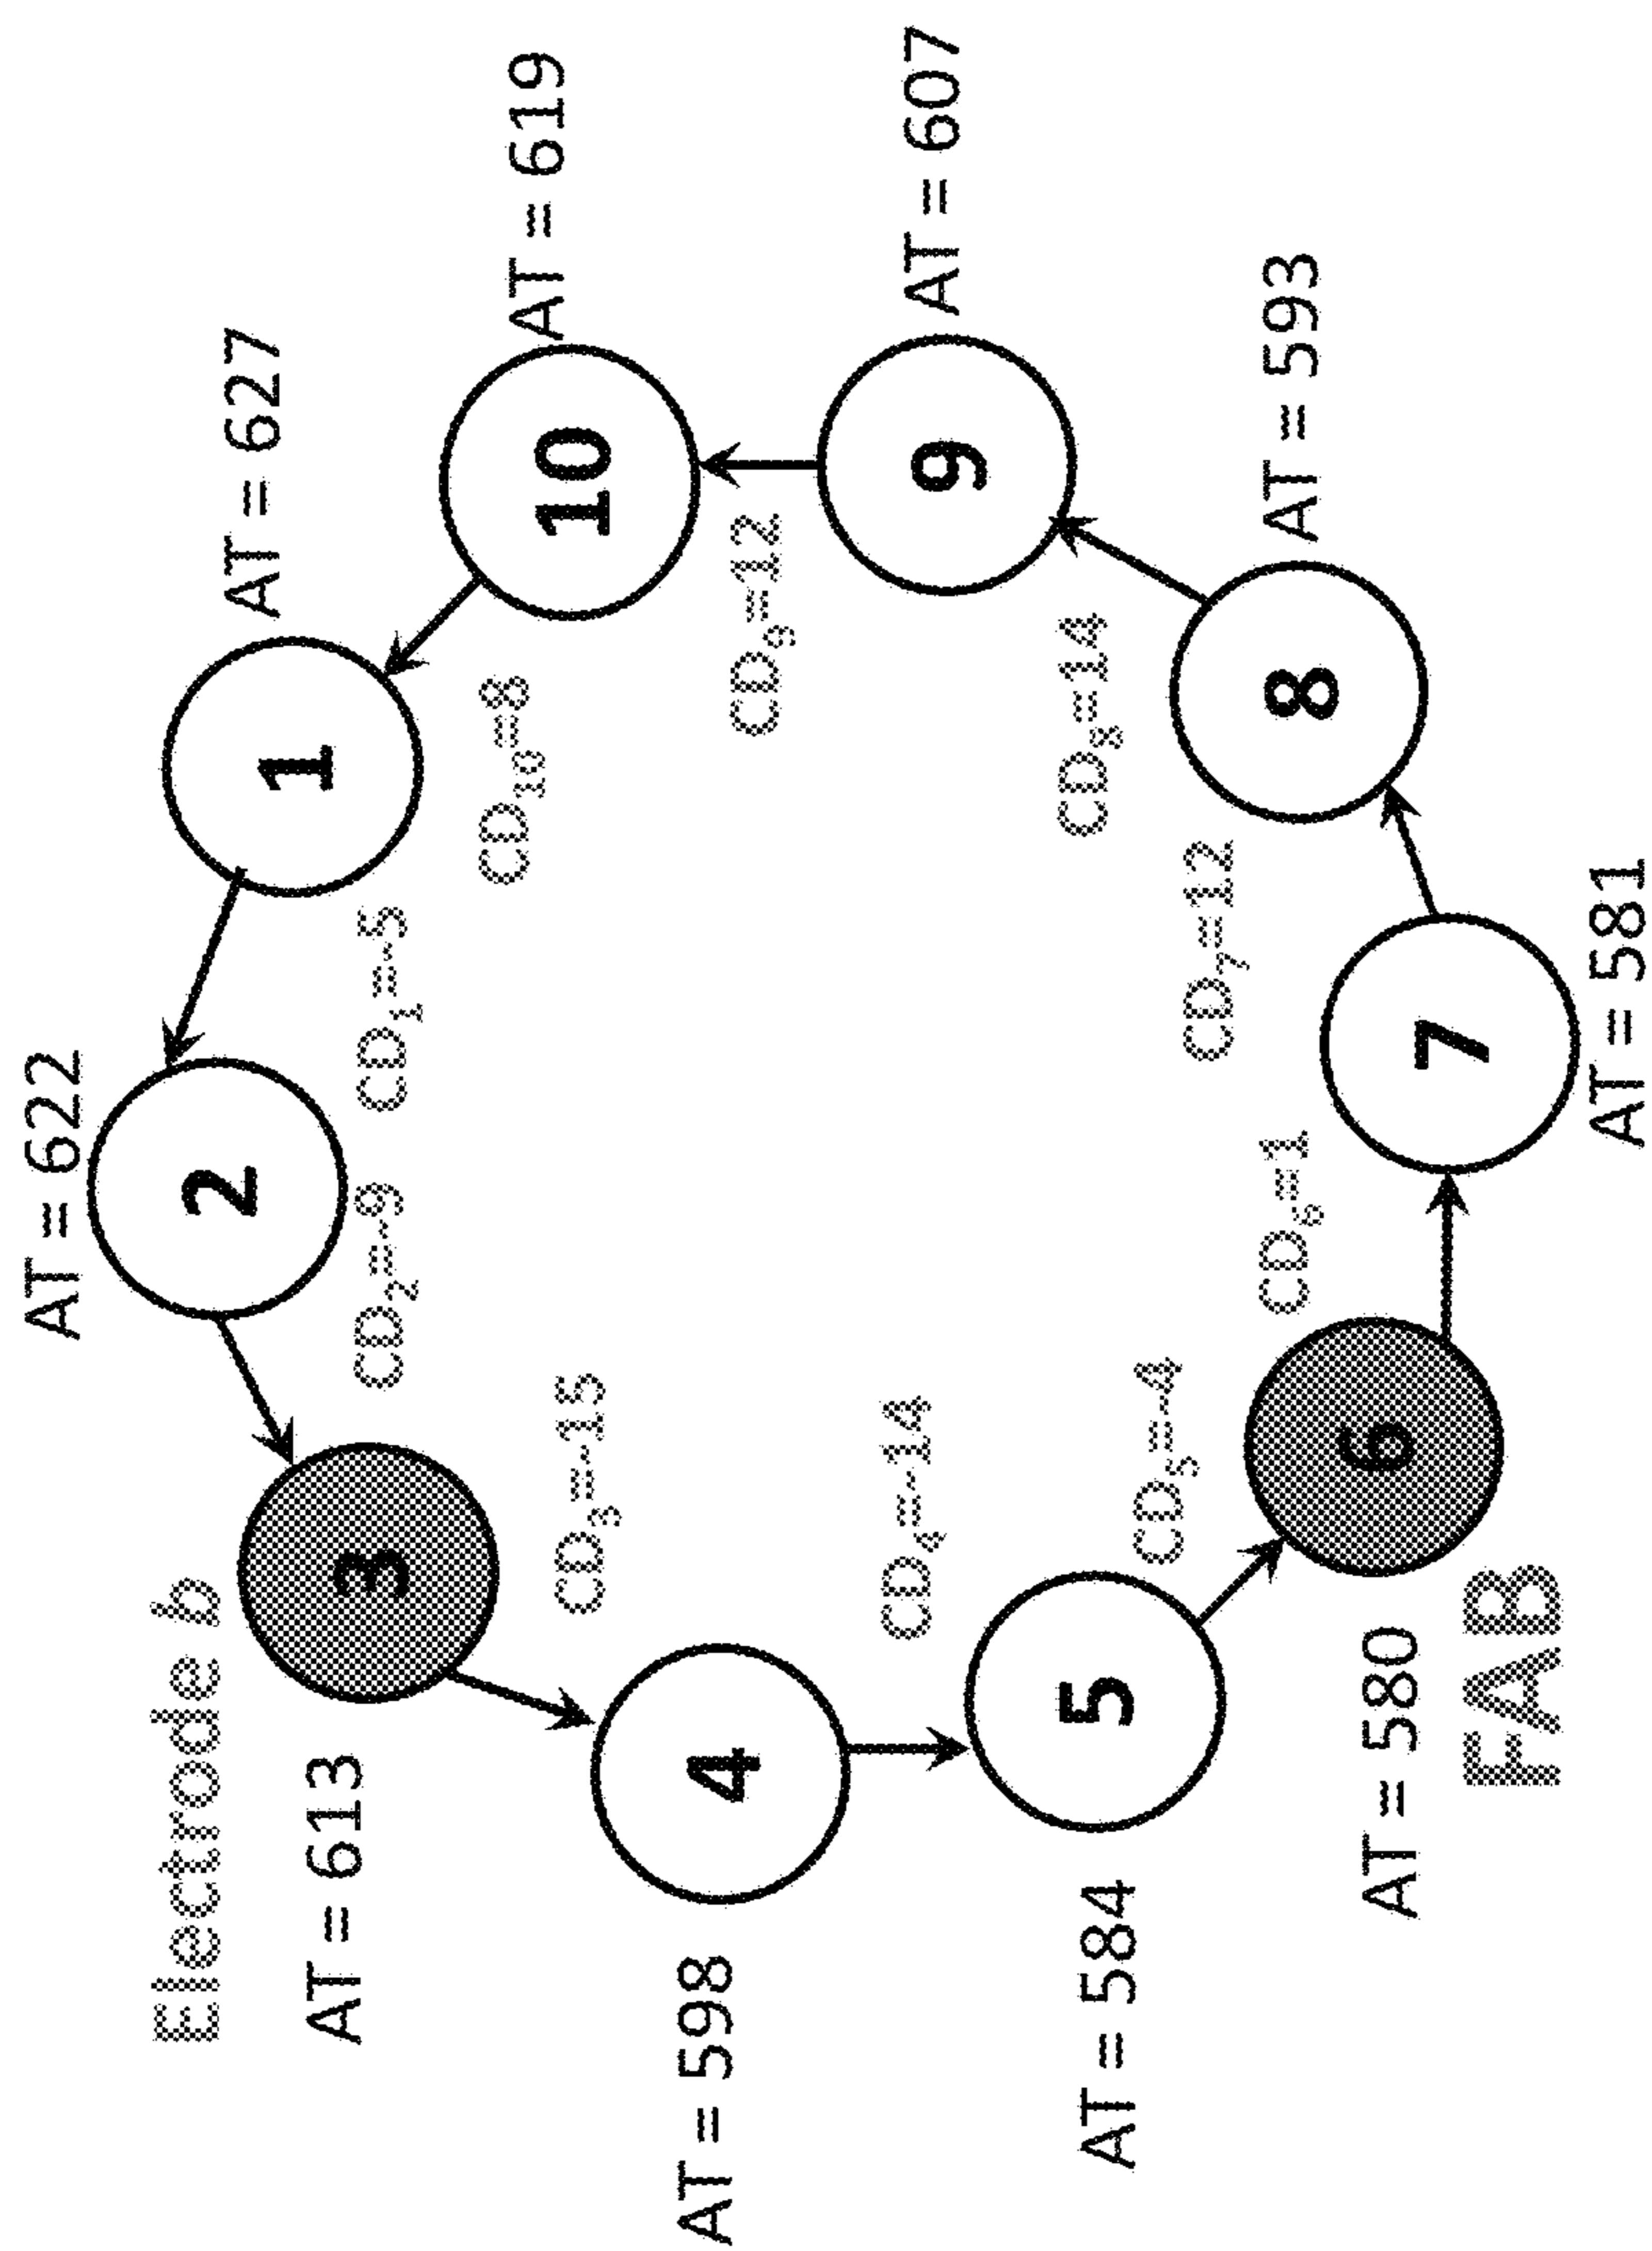 AT = 622
Electrode b
2
AT = 627
1
AT = 613
3
CD₂=-9
CD₁=-5
CD₁₀=8
AT = 619
10
CD₃=-15
AT = 598
4
CD₉=12
CD₄=-14
AT = 607
9
CD₈=14
5
AT = 584
CD₅=-4
CD₇=12
CD₆=1
AT = 593
8
6
AT = 580
7
FAB
AT = 581